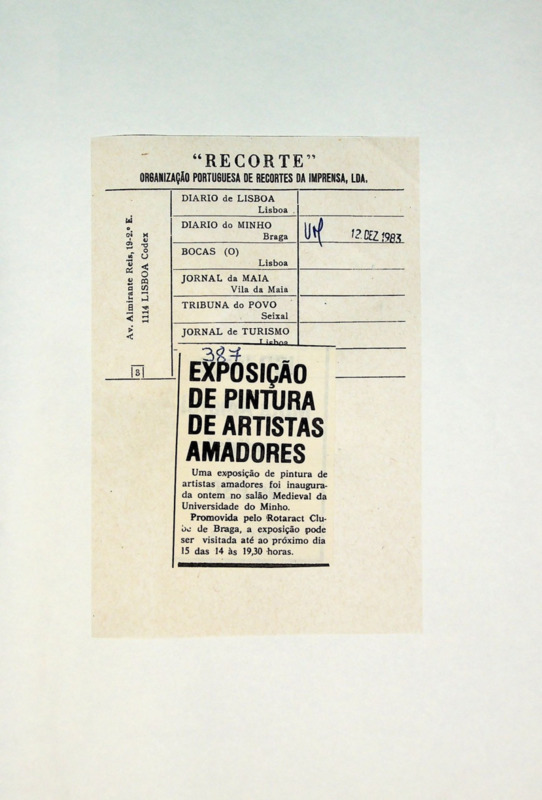 "RECORTE"
ORGANIZAÇÃO PORTUGUESA DE RECORTES DA IMPRENSA, LDA.
Av. Almirante Reis, 19-2.º E.
1114 LISBOA Codex
DIARIO de LISBOA
Lisboa
DIARIO do MINHO
Braga
12. DEZ 1983
BOCAS (O)
Lisboa
JORNAL da MAIA
Vila da Maia
TRIBUNA do POVO
Seixal
JORNAL de TURISMO
Lisboa
387
EXPOSIÇÃO
DE PINTURA
DE ARTISTAS
AMADORES
Uma exposição de pintura de
artistas amadores foi inaugura-
da ontem no salão Medieval da
Universidade do Minho.
Promovida pelo Rotaract Clu-
be de Braga, a exposição pode
ser visitada até ao próximo dia
15 das 14 às 19,30 horas.